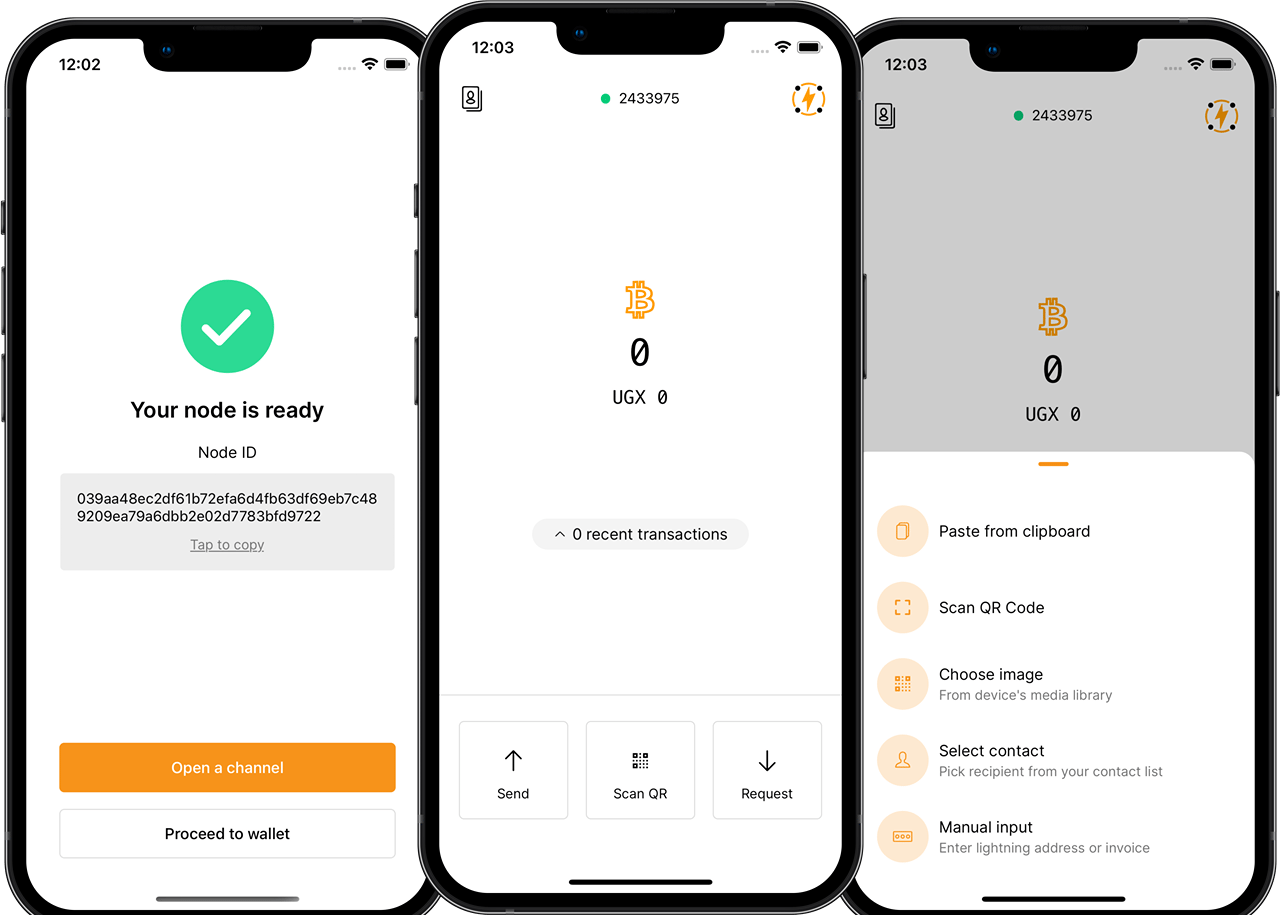 12:02
Your node is ready
Node ID
039aa48ec2df61b72efa6d4fb63df69eb7c48
9209ea79a6dbb2e02d7783bfd9722
Tap to copy
Open a channel
Proceed to wallet
12:03
2433975
0
UGX 0
0 recent transactions
Send
Scan QR
Request
12:03
2433975
0
UGX 0
Paste from clipboard
Scan QR Code
Choose image
From device's media library
Select contact
Pick recipient from your contact list
Manual input
Enter lightning address or invoice